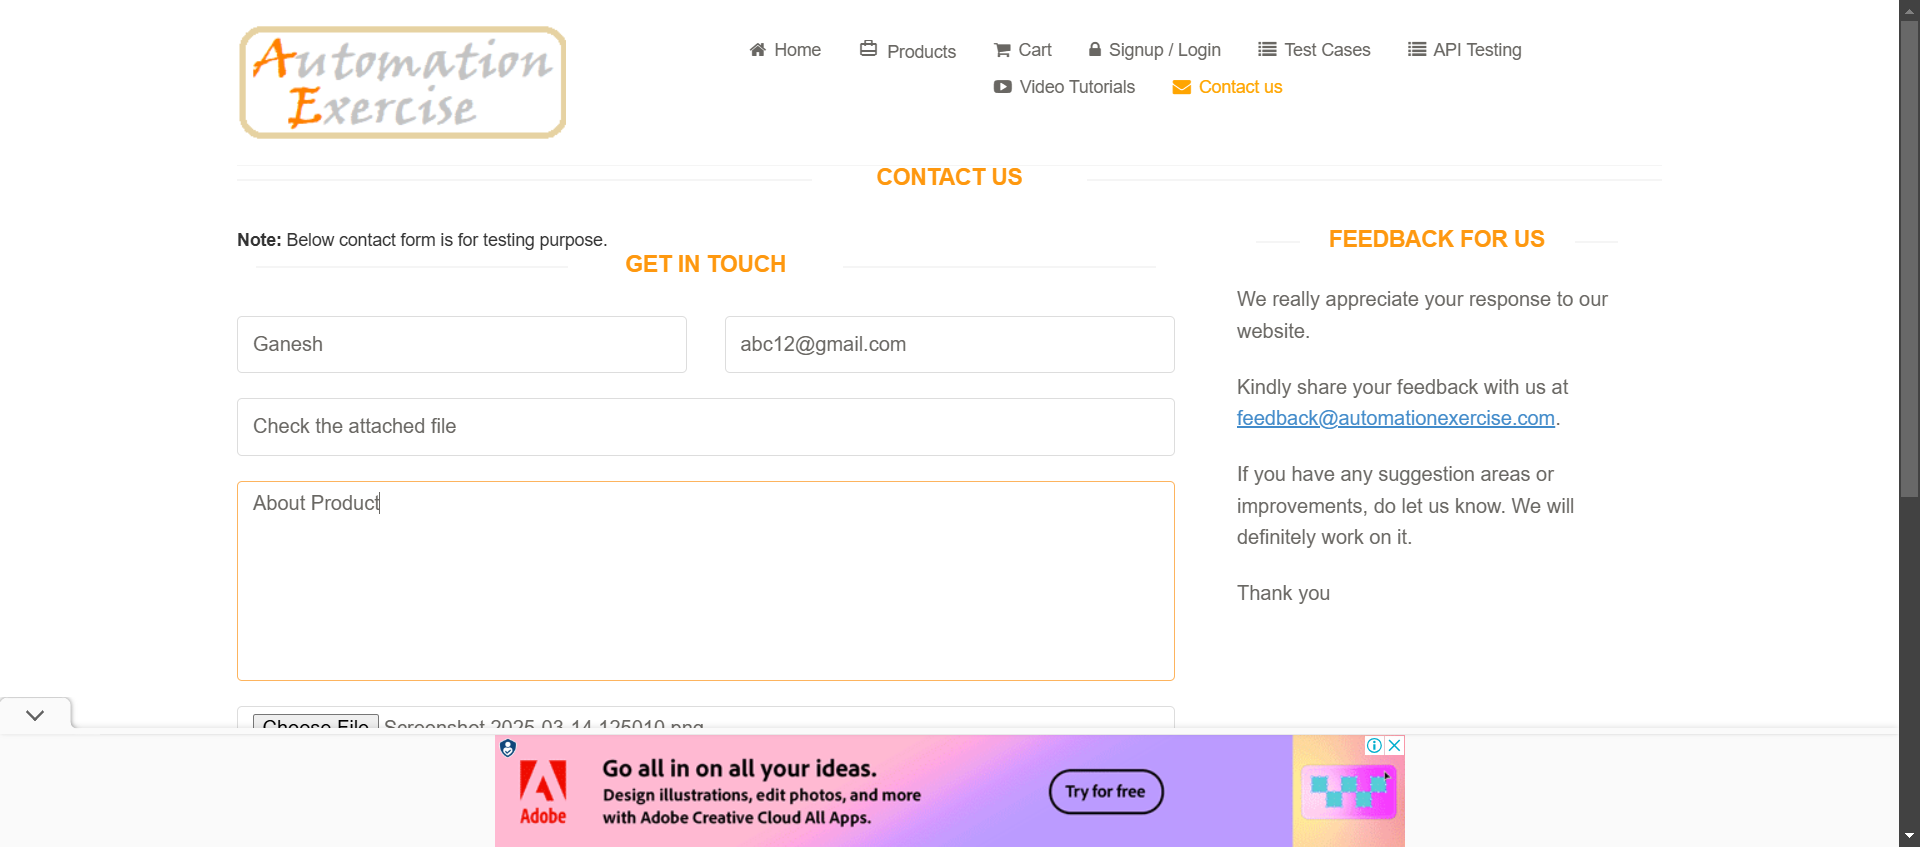 Automation
Exercise
Home
Products
Cart
Signup / Login
Test Cases
API Testing
Video Tutorials
Contact us
CONTACT US
Note: Below contact form is for testing purpose.
GET IN TOUCH
Ganesh
abc12@gmail.com
Check the attached file
About Product
Choose File Screenshot 2025-03-14 125010.png
FEEDBACK FOR US
We really appreciate your response to our
website.
Kindly share your feedback with us at
feedback@automationexercise.com.
If you have any suggestion areas or
improvements, do let us know. We will
definitely work on it.
Thank you
Adobe
Go all in on all your ideas.
Design illustrations, edit photos, and more
with Adobe Creative Cloud All Apps.
Try for free